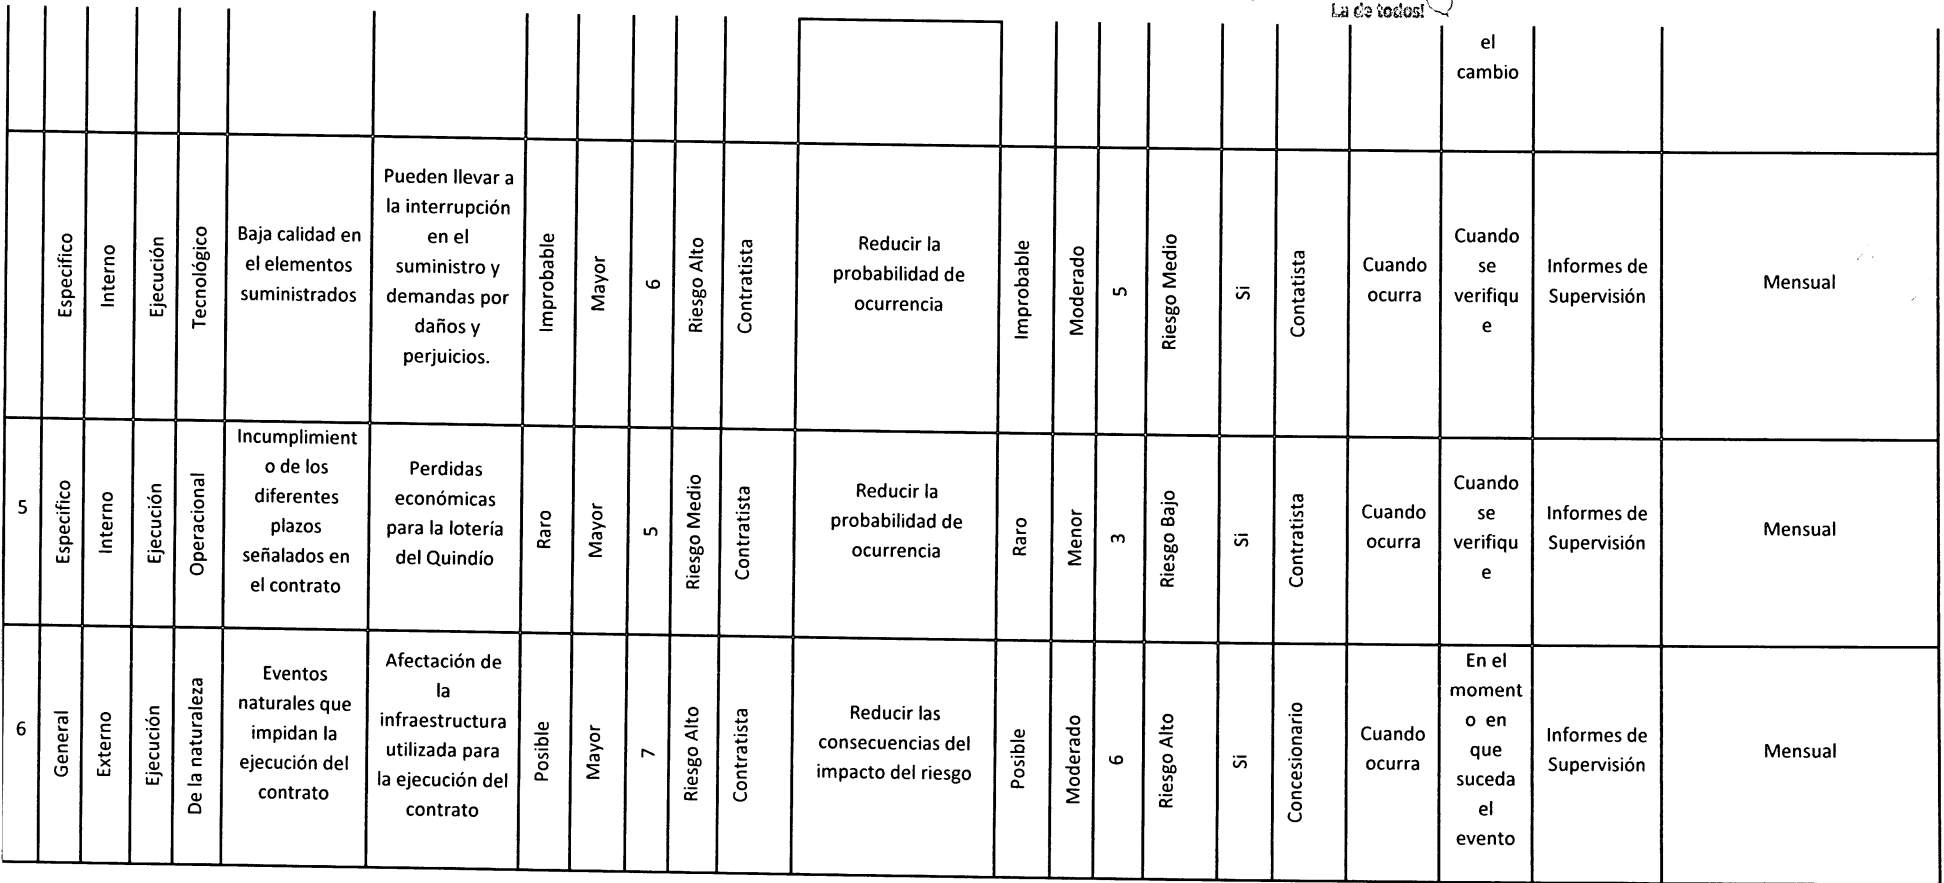 La de todos!
el
cambio
Especifico
Interno
Ejecución
Tecnológico
Baja calidad en
el elementos
suministrados
Pueden llevar a
la interrupción
en el
suministro y
demandas por
daños y
perjuicios.
Improbable
Mayor
6
Riesgo Alto
Contratista
Reducir la
probabilidad de
ocurrencia
Improbable
Moderado
5
Riesgo Medio
Si
Contatista
Cuando
ocurra
Cuando
se
verifiqu
e
Informes de
Supervisión
Mensual
5
Especifico
Interno
Ejecución
Operacional
Incumplimient
o de los
diferentes
plazos
señalados en
el contrato
Perdidas
económicas
para la lotería
del Quindío
Raro
Mayor
5
Riesgo Medio
Contratista
Reducir la
probabilidad de
ocurrencia
Raro
Menor
3
Riesgo Bajo
Si
Contratista
Cuando
ocurra
Cuando
se
verifiqu
e
Informes de
Supervisión
Mensual
6
General
Externo
Ejecución
De la naturaleza
Eventos
naturales que
impidan la
ejecución del
contrato
Afectación de
la
infraestructura
utilizada para
la ejecución del
contrato
Posible
Mayor
7
Riesgo Alto
Contratista
Reducir las
consecuencias del
impacto del riesgo
Posible
Moderado
6
Riesgo Alto
Si
Concesionario
Cuando
ocurra
En el
moment
o en
que
suceda
el
evento
Informes de
Supervisión
Mensual